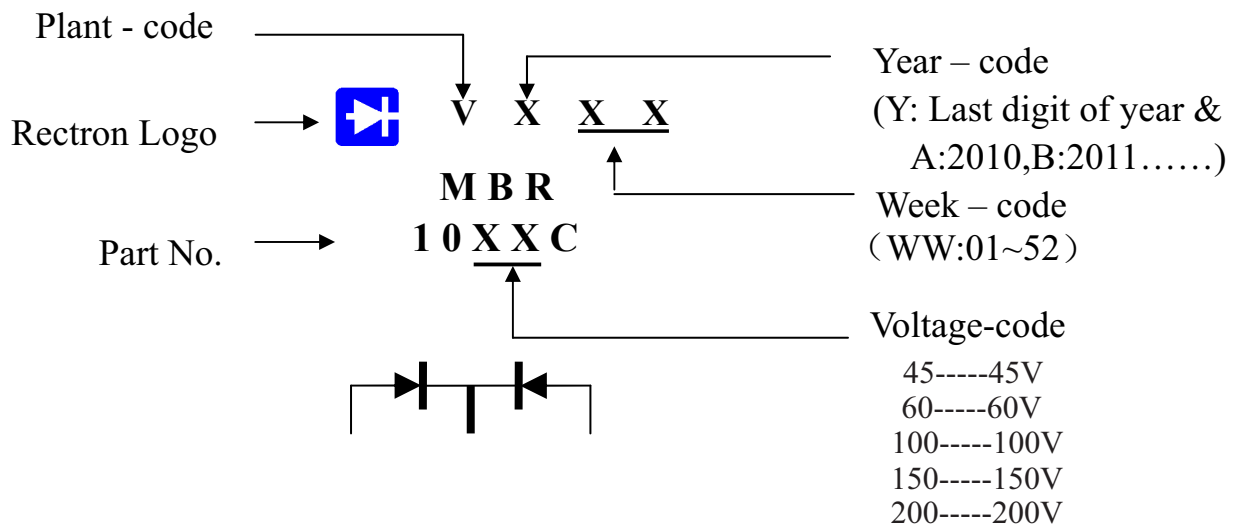 Plant - code
Rectron Logo
V X X X
Year – code
(Y: Last digit of year &
A:2010,B:2011……)
M B R
Week – code
（WW:01~52）
Part No.
1 0 X X C
Voltage-code
45-----45V
60-----60V
100-----100V
150-----150V
200-----200V